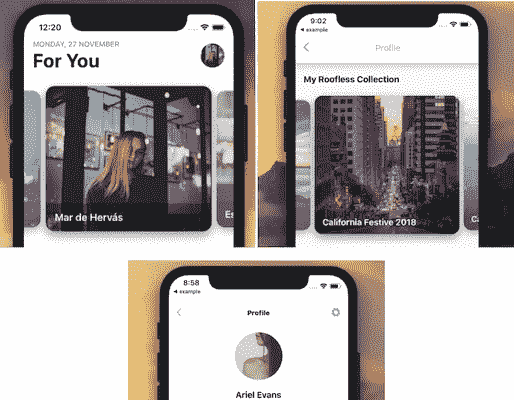 12:20
MONDAY, 27 NOVEMBER
For You
Mar de Hervás
Es
9:02
example
Profile
My Roofless Collection
California Festive 2018
Ca
8:58
example
Profile
Ariel Evans